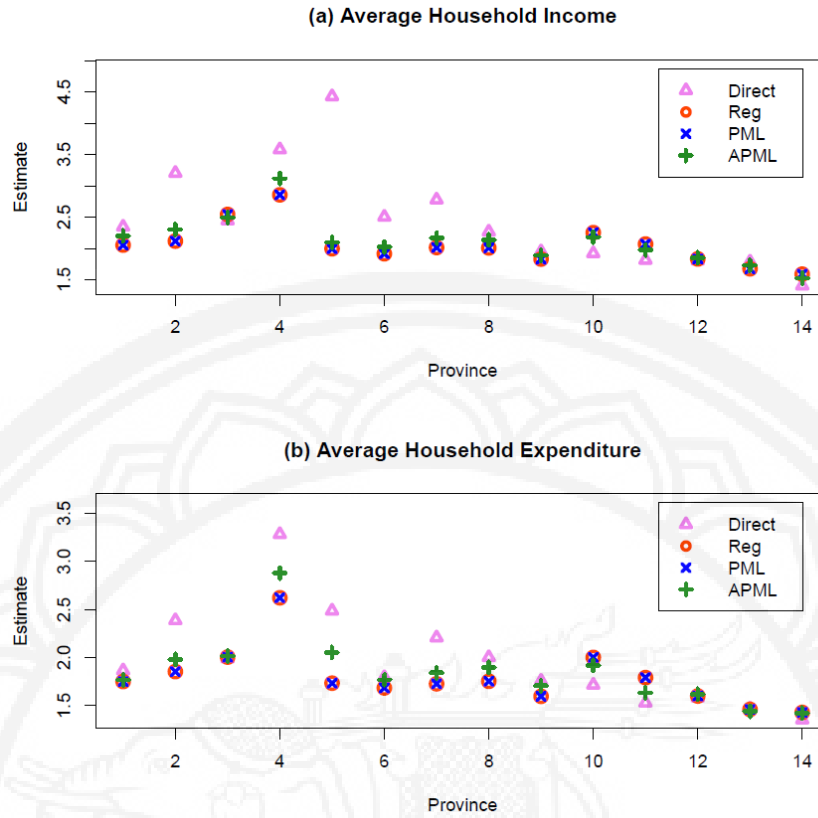 (a) Average Household Income
Estimate
4.5
3.5
2.5
1.5
Direct
Reg
PML
APML
2 4 6 8 10 12 14
Province
(b) Average Household Expenditure
Estimate
3.5
3.0
2.5
2.0
1.5
Direct
Reg
PML
APML
2 4 6 8 10 12 14
Province